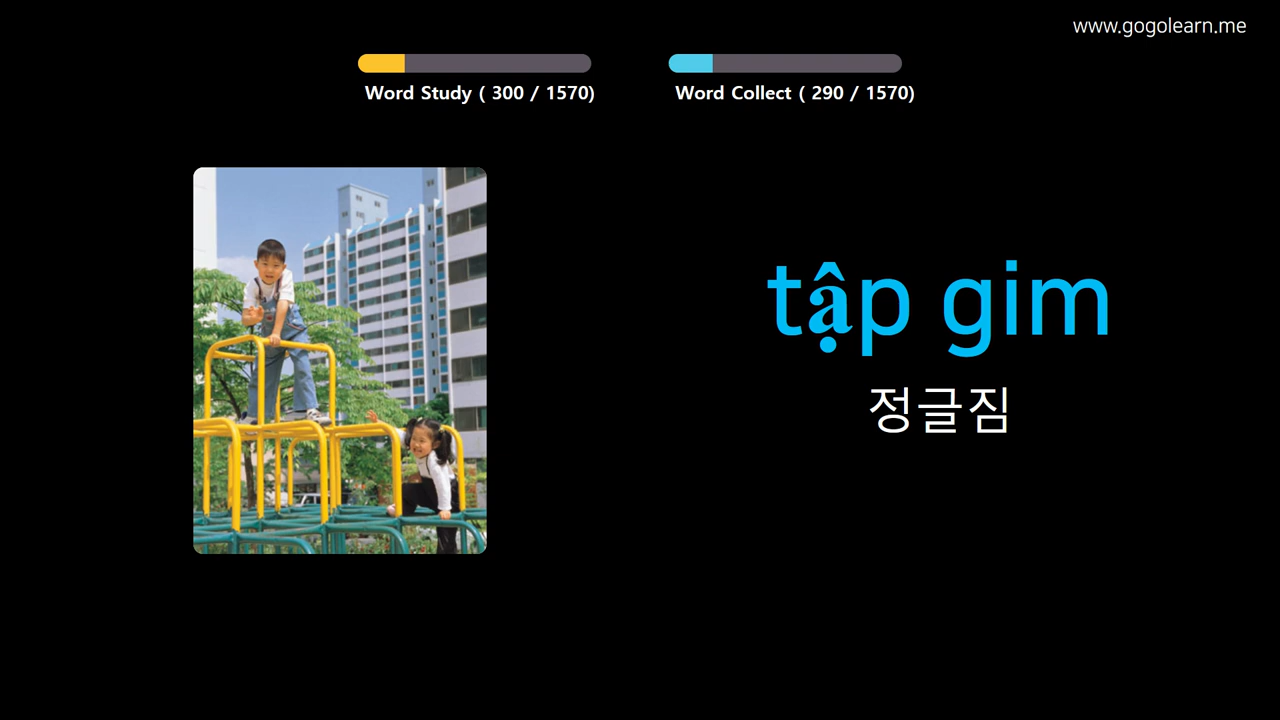 www.gogolearn.me
Word Study ( 300 / 1570)
Word Collect ( 290 / 1570)
tập gim
정글짐